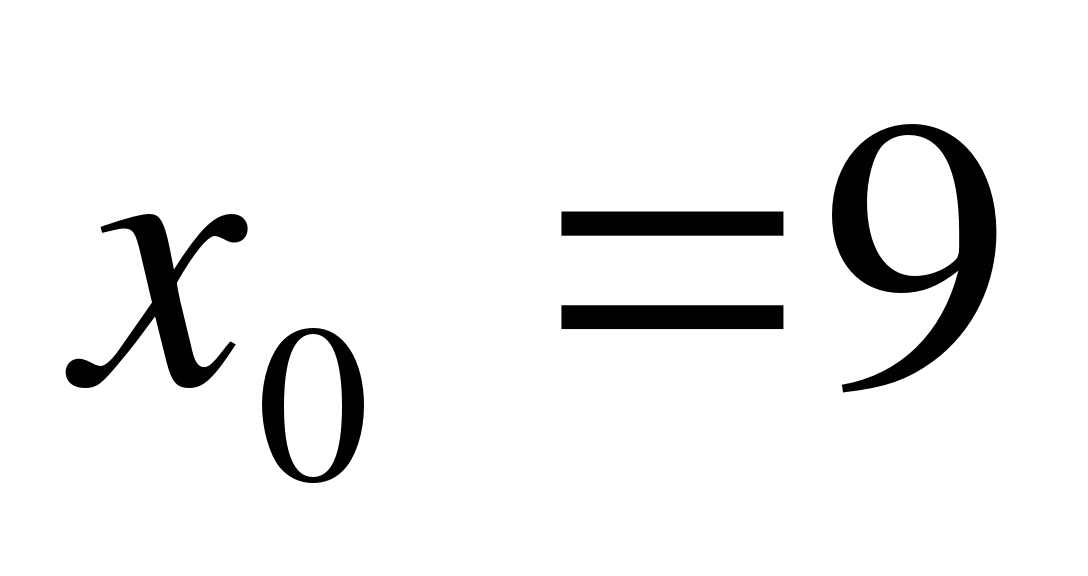 x₀ =9